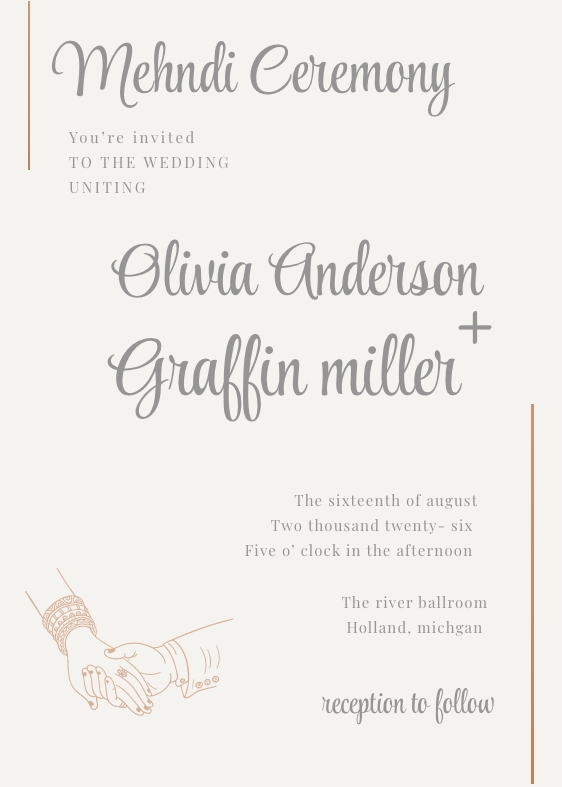 Mehndi Ceremony
You're invited
TO THE WEDDING
UNITING
Olivia Anderson
+
Graffin miller
The sixteenth of august
Two thousand twenty- six
Five o' clock in the afternoon
The river ballroom
Holland, michgan
reception to follow